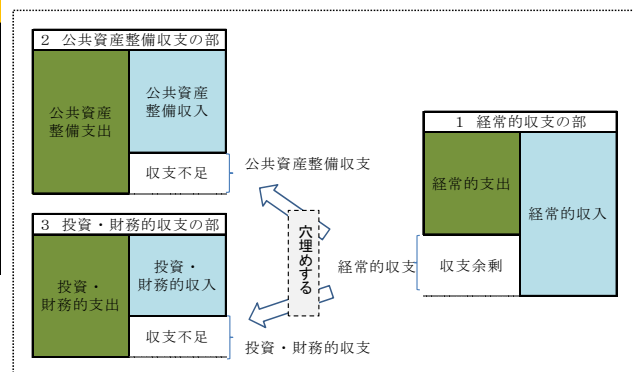 2 公共資産整備収支の部
公共資産
整備支出
公共資産
整備収入
収支不足
公共資産整備収支
3 投資・財務的収支の部
投資・
財務的支出
投資・
財務的収入
収支不足
投資・財務的収支
穴埋めする
1 経常的収支の部
経常的支出
経常的収入
経常的収支
収支余剰